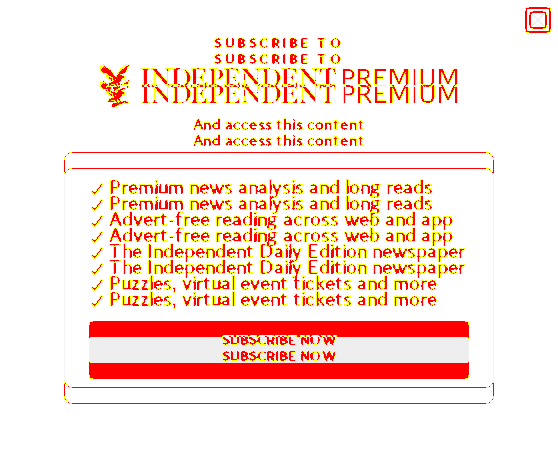 SUBSCRIBE TO
SUBSCRIBE TO
INDEPENDENT PREMIUM
INDEPENDENT PREMIUM
And access this content
And access this content
✓ Premium news analysis and long reads
✓ Premium news analysis and long reads
✓ Advert-free reading across web and app
✓ Advert-free reading across web and app
✓ The Independent Daily Edition newspaper
✓ The Independent Daily Edition newspaper
✓ Puzzles, virtual event tickets and more
✓ Puzzles, virtual event tickets and more
SUBSCRIBE NOW
SUBSCRIBE NOW